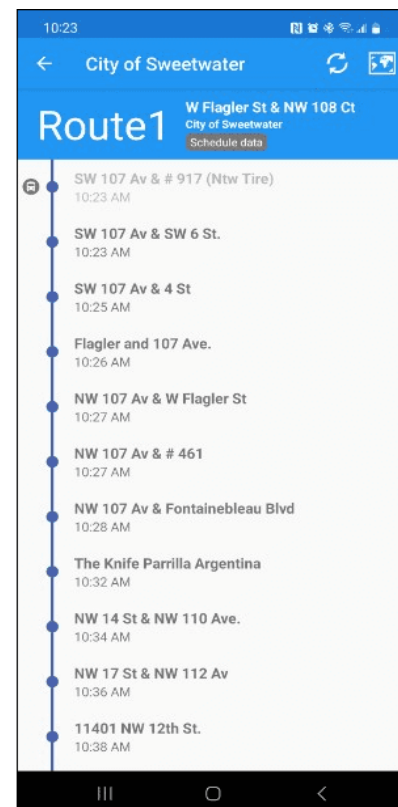 10:23
City of Sweetwater
Route1
W Flagler St & NW 108 Ct
City of Sweetwater
Schedule data
SW 107 Av & # 917 (Ntw Tire)
10:23 AM
SW 107 Av & SW 6 St.
10:23 AM
SW 107 Av & 4 St
10:25 AM
Flagler and 107 Ave.
10:26 AM
NW 107 Av & W Flagler St
10:27 AM
NW 107 Av & # 461
10:27 AM
NW 107 Av & Fontainebleau Blvd
10:28 AM
The Knife Parrilla Argentina
10:32 AM
NW 14 St & NW 110 Ave.
10:34 AM
NW 17 St & NW 112 Av
10:36 AM
11401 NW 12th St.
10:38 AM